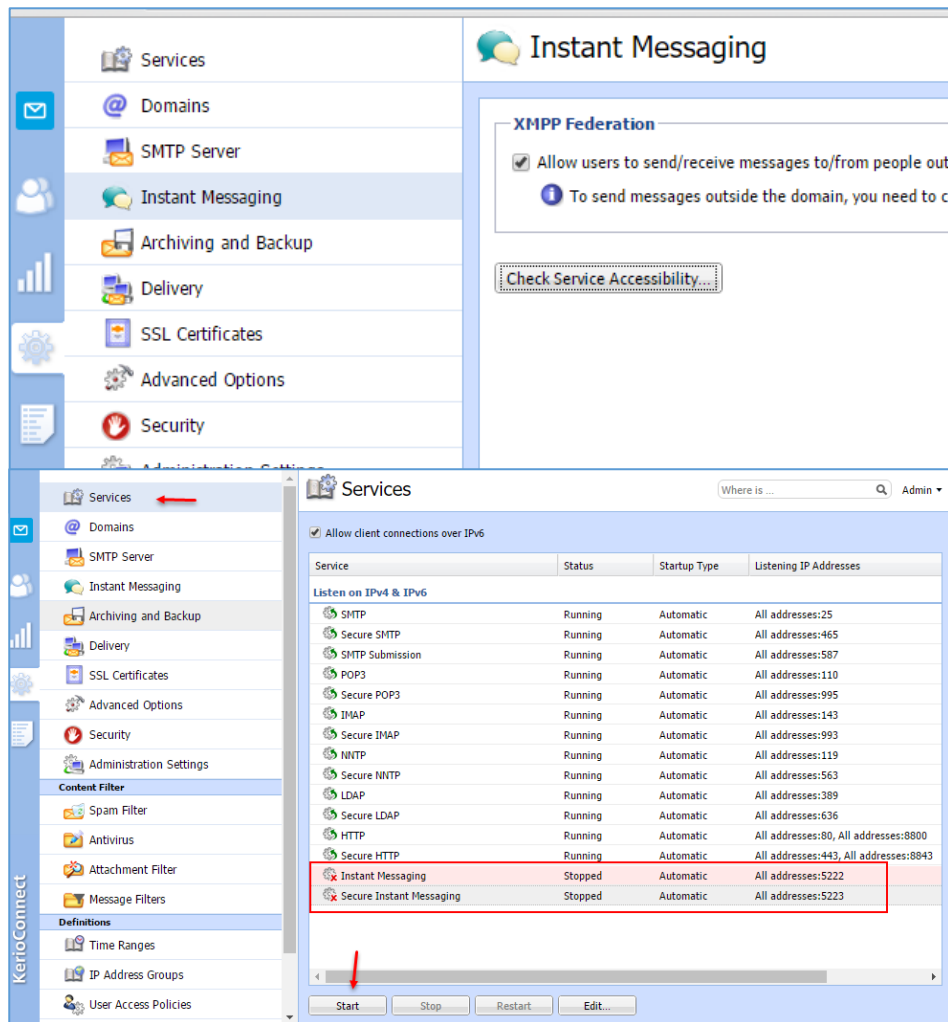 Services
Domains
SMTP Server
Instant Messaging
Archiving and Backup
Delivery
SSL Certificates
Advanced Options
Security
Administration Settings
Instant Messaging
XMPP Federation
Allow users to send/receive messages to/from people out
To send messages outside the domain, you need to c
Check Service Accessibility...
Services
Domains
SMTP Server
Instant Messaging
Archiving and Backup
Delivery
SSL Certificates
Advanced Options
Security
Administration Settings
Content Filter
Spam Filter
Antivirus
Attachment Filter
Message Filters
Definitions
Time Ranges
IP Address Groups
User Access Policies
KerioConnect
Services
Where is ...
Admin
Allow client connections over IPv6
Service Status Startup Type Listening IP Addresses
Listen on IPv4 & IPv6
SMTP Running Automatic All addresses:25
Secure SMTP Running Automatic All addresses:465
SMTP Submission Running Automatic All addresses:587
POP3 Running Automatic All addresses:110
Secure POP3 Running Automatic All addresses:995
IMAP Running Automatic All addresses:143
Secure IMAP Running Automatic All addresses:993
NNTP Running Automatic All addresses:119
Secure NNTP Running Automatic All addresses:563
LDAP Running Automatic All addresses:389
Secure LDAP Running Automatic All addresses:636
HTTP Running Automatic All addresses:80, All addresses:8800
Secure HTTP Running Automatic All addresses:443, All addresses:8843
Instant Messaging Stopped Automatic All addresses:5222
Secure Instant Messaging Stopped Automatic All addresses:5223
Start Stop Restart Edit...